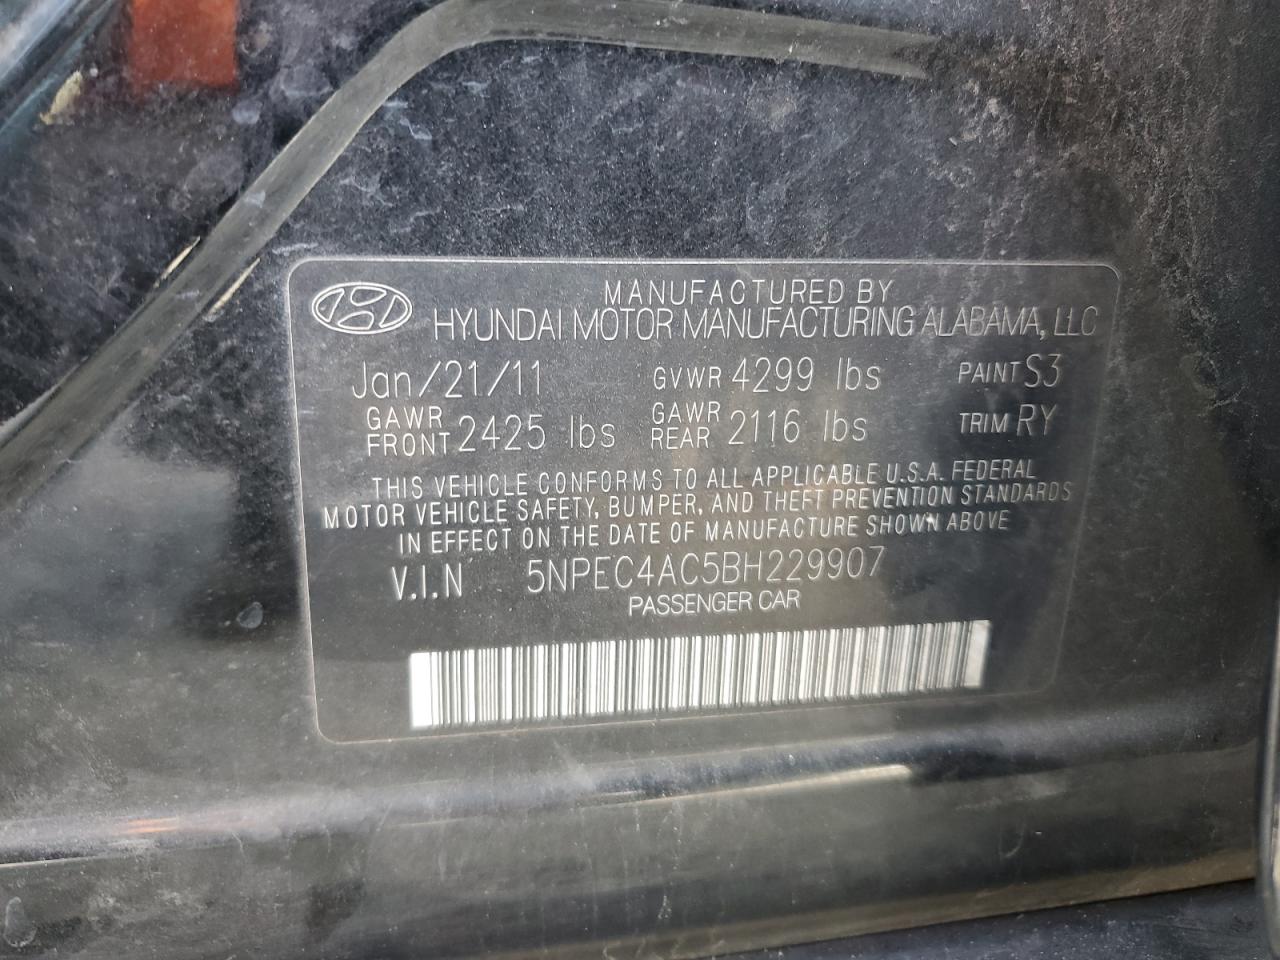 MANUFACTURED BY
HYUNDAI MOTOR MANUFACTURING ALABAMA, LLC
Jan/21/11 GVWR 4299 lbs PAINT S3
GAWR FRONT 2425 lbs GAWR REAR 2116 lbs TRIM RY
THIS VEHICLE CONFORMS TO ALL APPLICABLE U.S.A. FEDERAL
MOTOR VEHICLE SAFETY, BUMPER, AND THEFT PREVENTION STANDARDS
IN EFFECT ON THE DATE OF MANUFACTURE SHOWN ABOVE
V.I.N 5NPEC4AC5BH229907
PASSENGER CAR